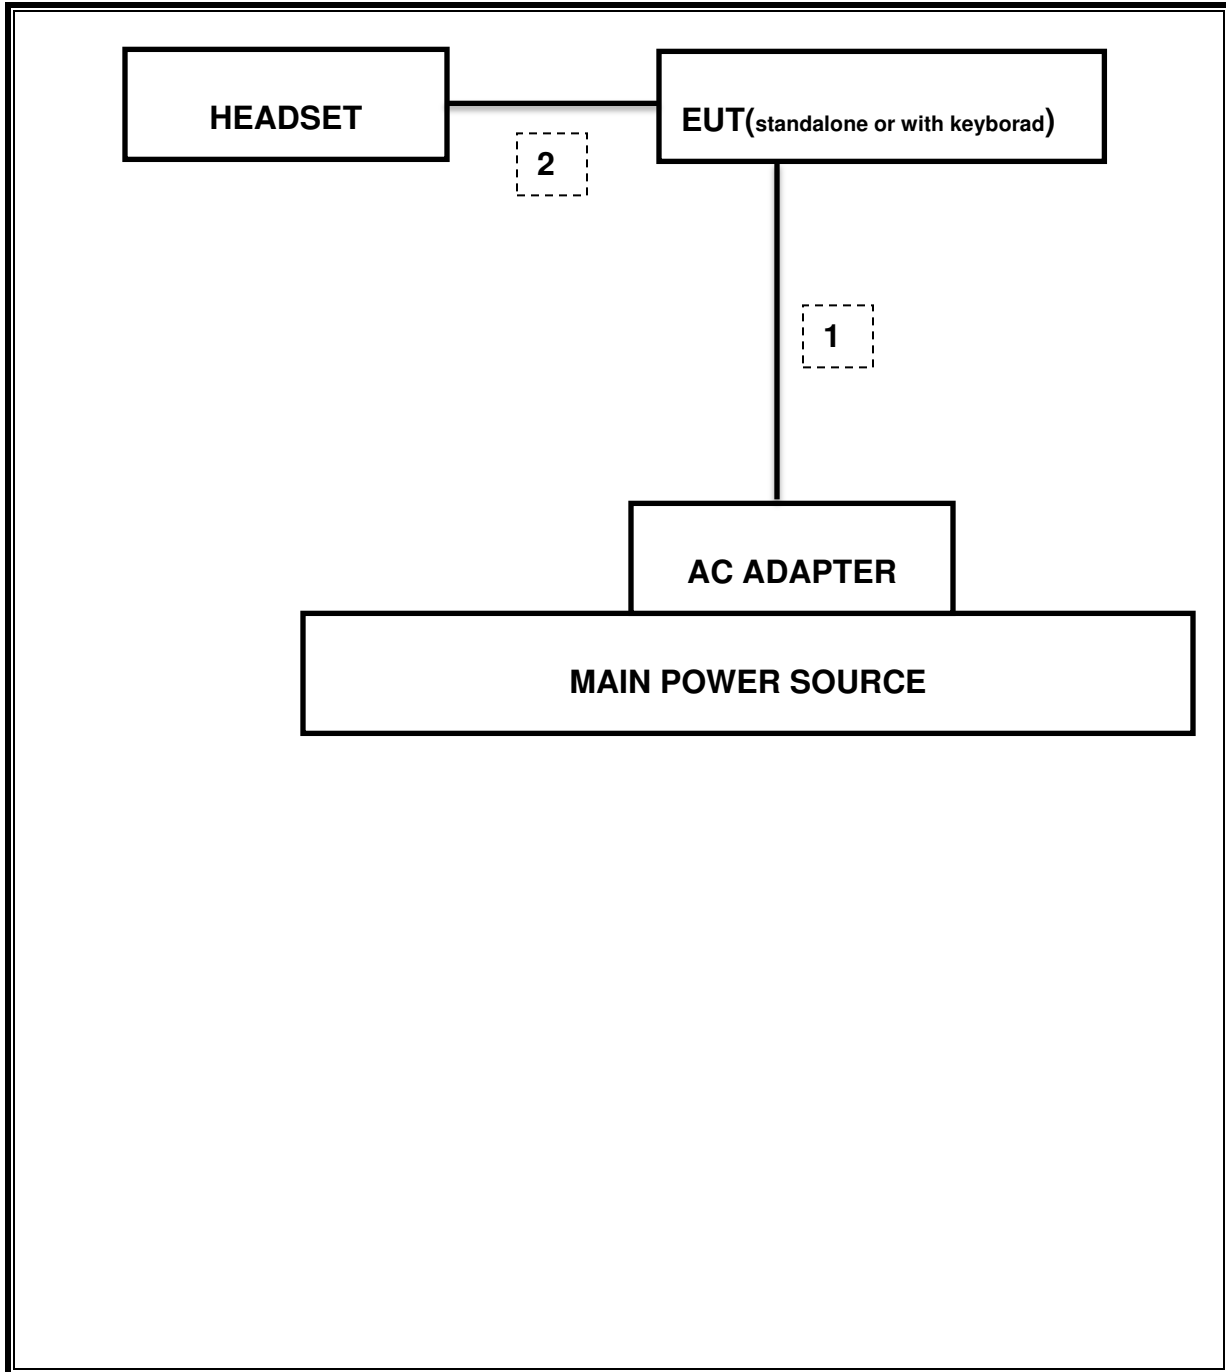 HEADSET
EUT(standalone or with keyborad)
2
1
AC ADAPTER
MAIN POWER SOURCE